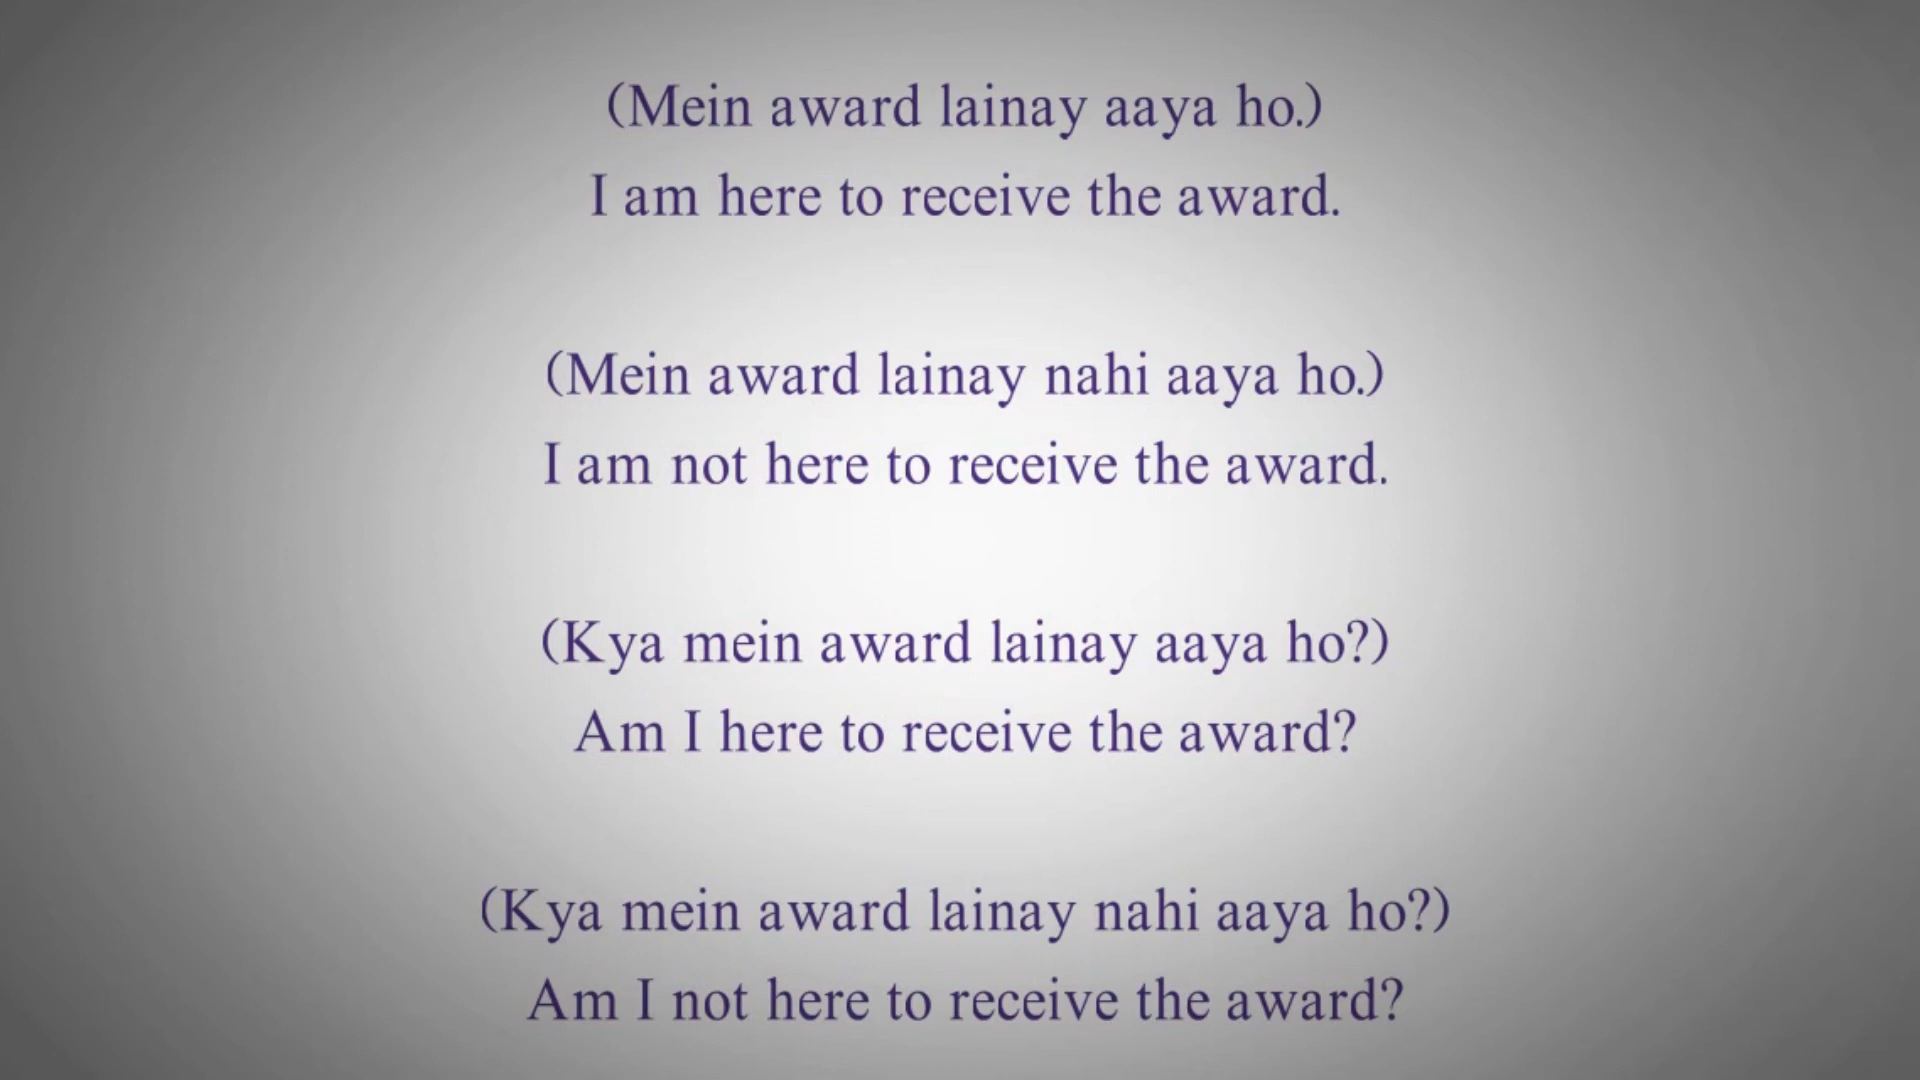 (Mein award lainay aaya ho.)
I am here to receive the award.
(Mein award lainay nahi aaya ho.)
I am not here to receive the award.
(Kya mein award lainay aaya ho?)
Am I here to receive the award?
(Kya mein award lainay nahi aaya ho?)
Am I not here to receive the award?